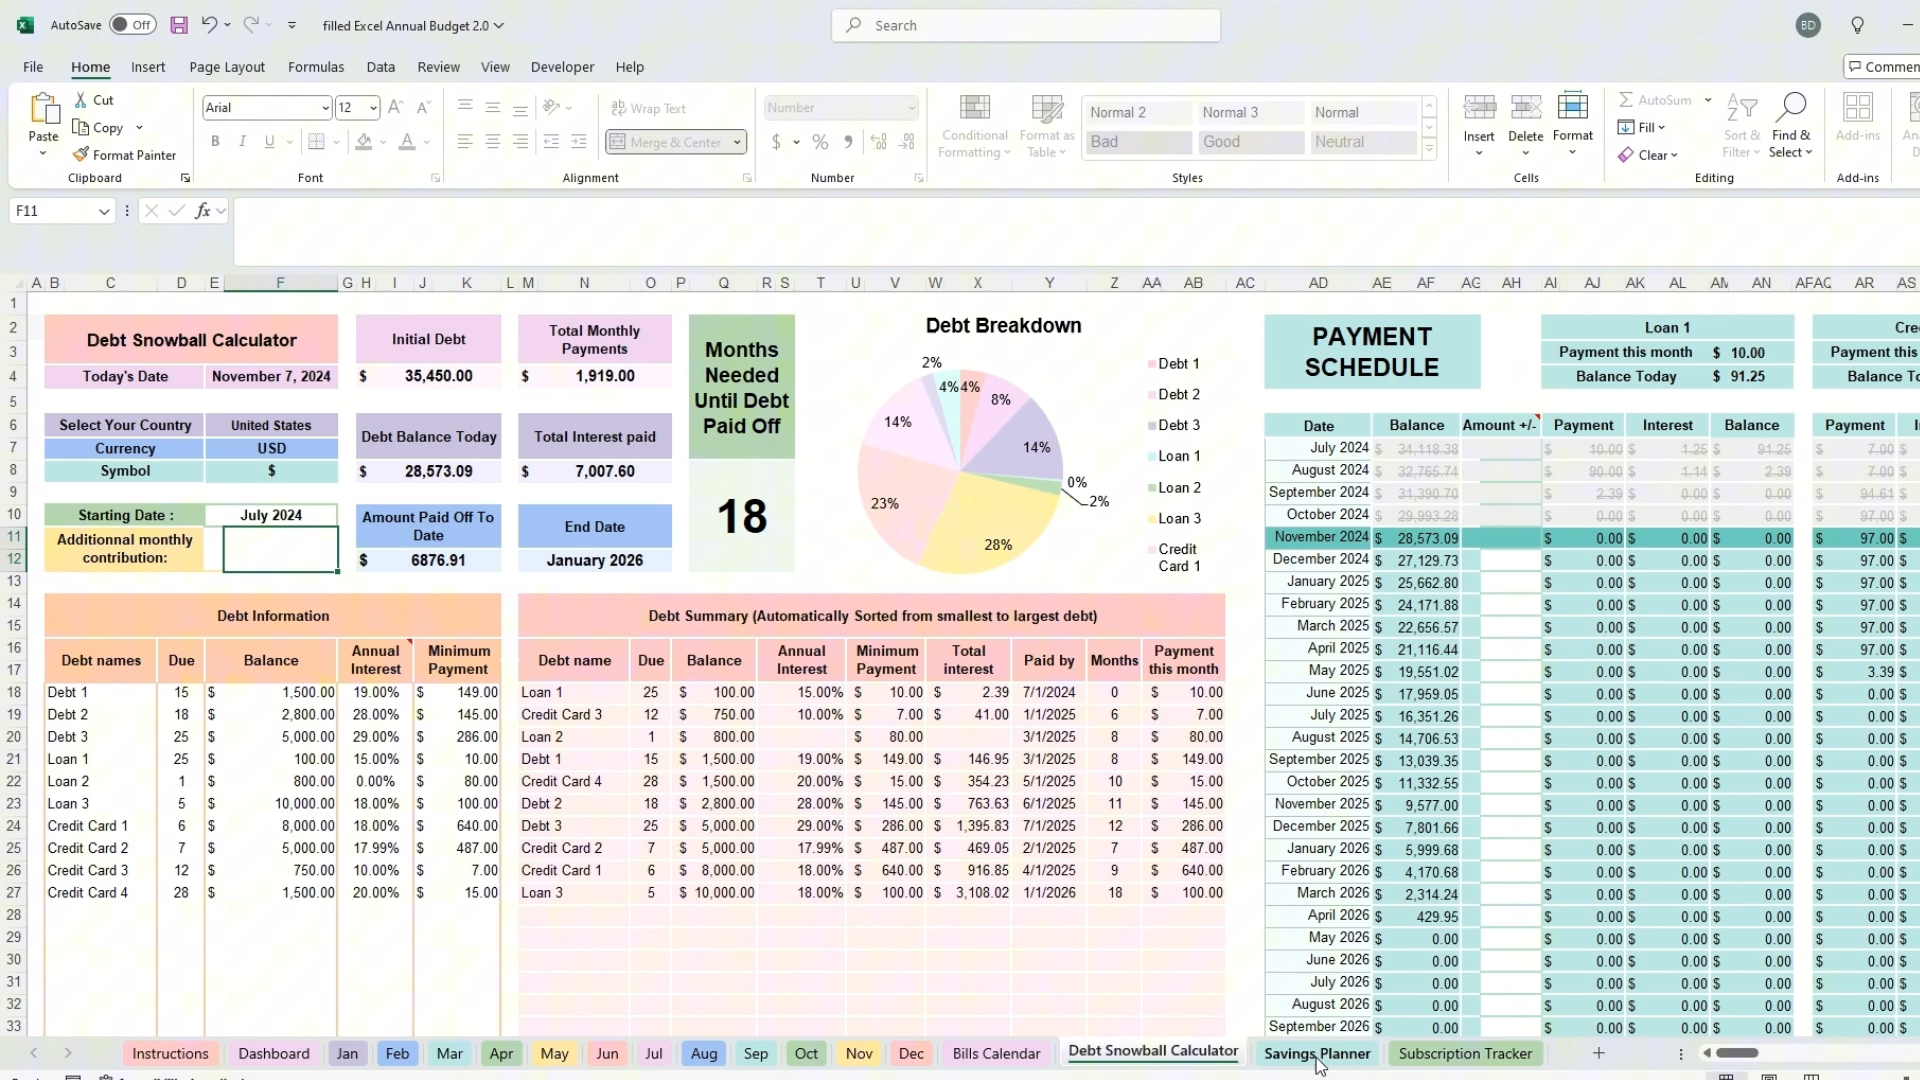 AutoSave Off
filled Excel Annual Budget 2.0
Search
BD
File Home Insert Page Layout Formulas Data Review View Developer Help
Paste
Cut
Copy
Format Painter
Clipboard
Arial 12
B I U
Font
Wrap Text
Merge & Center
Alignment
Number
$ %
Number
Conditional Formatting
Format as Table
Normal 2 Normal 3 Normal
Bad Good Neutral
Styles
Insert Delete Format
Cells
AutoSum
Fill
Clear
Sort & Filter
Find & Select
Editing
Add-ins
Add-ins
F11
fx
A B C D E F G H I J K L M N O P Q R S T U V W X Y Z AA AB AC AD AE AF AG AH AI AJ AK AL AN AR AS
Debt Snowball Calculator
Today's Date November 7, 2024
Select Your Country United States
Currency USD
Symbol $
Starting Date : July 2024
Additionnal monthly
contribution:
Initial Debt
$ 35,450.00
Debt Balance Today
$ 28,573.09
Amount Paid Off To
Date
$ 6876.91
Total Monthly
Payments
$ 1,919.00
Total Interest paid
$ 7,007.60
End Date
January 2026
Months
Needed
Until Debt
Paid Off
18
Debt Breakdown
4%
8%
14%
0%
2%
28%
23%
14%
2%
4%
Debt 1
Debt 2
Debt 3
Loan 1
Loan 2
Loan 3
Credit
Card 1
Debt Information
Debt names Due Balance Annual Interest Minimum Payment
Debt 1 15 $ 1,500.00 19.00% $ 149.00
Debt 2 18 $ 2,800.00 28.00% $ 145.00
Debt 3 25 $ 5,000.00 29.00% $ 286.00
Loan 1 25 $ 100.00 15.00% $ 10.00
Loan 2 1 $ 800.00 0.00% $ 80.00
Loan 3 5 $ 10,000.00 18.00% $ 100.00
Credit Card 1 6 $ 8,000.00 18.00% $ 640.00
Credit Card 2 7 $ 5,000.00 17.99% $ 487.00
Credit Card 3 12 $ 750.00 10.00% $ 7.00
Credit Card 4 28 $ 1,500.00 20.00% $ 15.00
Debt Summary (Automatically Sorted from smallest to largest debt)
Debt name Due Balance Annual Interest Minimum Payment Total interest Paid by Months Payment this month
Loan 1 25 $ 100.00 15.00% $ 10.00 $ 2.39 7/1/2024 0 $ 10.00
Credit Card 3 12 $ 750.00 10.00% $ 7.00 $ 41.00 1/1/2025 6 $ 7.00
Loan 2 1 $ 800.00 $ 80.00 3/1/2025 8 $ 80.00
Debt 1 15 $ 1,500.00 19.00% $ 149.00 $ 146.95 3/1/2025 8 $ 149.00
Credit Card 4 28 $ 1,500.00 20.00% $ 15.00 $ 354.23 5/1/2025 10 $ 15.00
Debt 2 18 $ 2,800.00 28.00% $ 145.00 $ 763.63 6/1/2025 11 $ 145.00
Debt 3 25 $ 5,000.00 29.00% $ 286.00 $ 1,395.83 7/1/2025 12 $ 286.00
Credit Card 2 7 $ 5,000.00 17.99% $ 487.00 $ 469.05 2/1/2025 7 $ 487.00
Credit Card 1 6 $ 8,000.00 18.00% $ 640.00 $ 916.85 4/1/2025 9 $ 640.00
Loan 3 5 $ 10,000.00 18.00% $ 100.00 $ 3,108.02 1/1/2026 18 $ 100.00
PAYMENT
SCHEDULE
Loan 1
Payment this month $ 10.00
Balance Today $ 91.25
Payment this
Date Balance Amount +/- Payment Interest Balance Payment
July 2024 $ 34,118.38 $ 10.00 $ 1.25 $ 91.25 $ 7.00 $
August 2024 $ 32,765.74 $ 90.00 $ 1.14 $ 2.39 $ 7.00 $
September 2024 $ 31,390.70 $ 2.39 $ 0.00 $ 0.00 $ 94.61 $
October 2024 $ 29,993.28 $ 0.00 $ 0.00 $ 0.00 $ 97.00 $
November 2024 $ 28,573.09 $ 0.00 $ 0.00 $ 0.00 $ 97.00 $
December 2024 $ 27,129.73 $ 0.00 $ 0.00 $ 0.00 $ 97.00 $
January 2025 $ 25,662.80 $ 0.00 $ 0.00 $ 0.00 $ 97.00 $
February 2025 $ 24,171.88 $ 0.00 $ 0.00 $ 0.00 $ 97.00 $
March 2025 $ 22,656.57 $ 0.00 $ 0.00 $ 0.00 $ 97.00 $
April 2025 $ 21,116.44 $ 0.00 $ 0.00 $ 0.00 $ 97.00 $
May 2025 $ 19,551.02 $ 0.00 $ 0.00 $ 0.00 $ 3.39 $
June 2025 $ 17,959.05 $ 0.00 $ 0.00 $ 0.00 $ 0.00 $
July 2025 $ 16,351.26 $ 0.00 $ 0.00 $ 0.00 $ 0.00 $
August 2025 $ 14,706.53 $ 0.00 $ 0.00 $ 0.00 $ 0.00 $
September 2025 $ 13,039.35 $ 0.00 $ 0.00 $ 0.00 $ 0.00 $
October 2025 $ 11,332.55 $ 0.00 $ 0.00 $ 0.00 $ 0.00 $
November 2025 $ 9,577.00 $ 0.00 $ 0.00 $ 0.00 $ 0.00 $
December 2025 $ 7,801.66 $ 0.00 $ 0.00 $ 0.00 $ 0.00 $
January 2026 $ 5,999.68 $ 0.00 $ 0.00 $ 0.00 $ 0.00 $
February 2026 $ 4,170.68 $ 0.00 $ 0.00 $ 0.00 $ 0.00 $
March 2026 $ 2,314.24 $ 0.00 $ 0.00 $ 0.00 $ 0.00 $
April 2026 $ 429.95 $ 0.00 $ 0.00 $ 0.00 $ 0.00 $
May 2026 $ 0.00 $ 0.00 $ 0.00 $ 0.00 $ 0.00 $
June 2026 $ 0.00 $ 0.00 $ 0.00 $ 0.00 $ 0.00 $
July 2026 $ 0.00 $ 0.00 $ 0.00 $ 0.00 $ 0.00 $
August 2026 $ 0.00 $ 0.00 $ 0.00 $ 0.00 $ 0.00 $
September 2026 $ 0.00 $ 0.00 $ 0.00 $ 0.00 $ 0.00 $
Instructions Dashboard Jan Feb Mar Apr May Jun Jul Aug Sep Oct Nov Dec Bills Calendar Debt Snowball Calculator Savings Planner Subscription Tracker